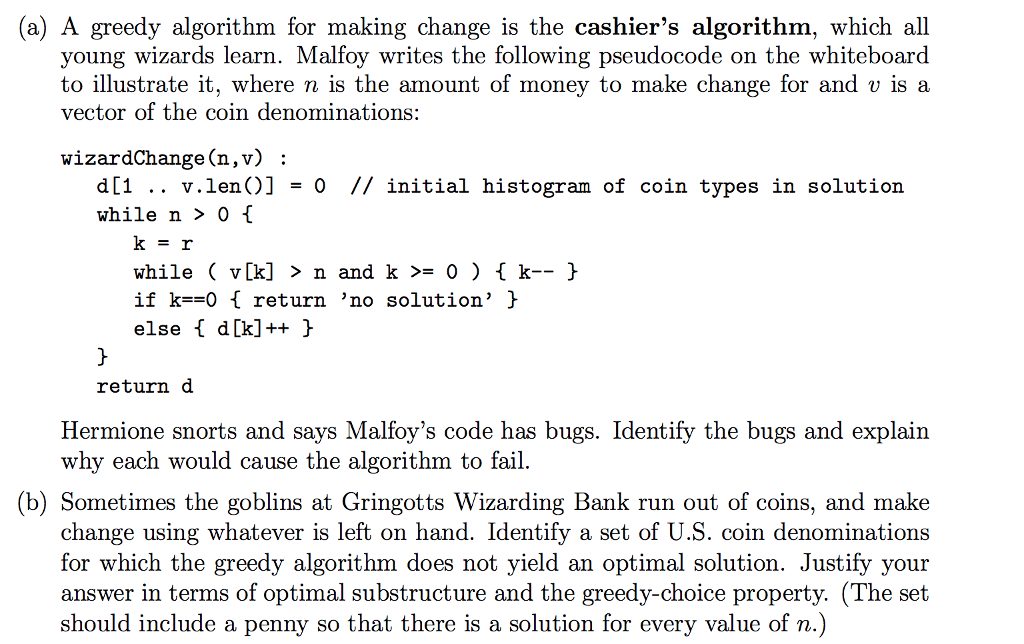 (a) A greedy algorithm for making change is the cashier's algorithm, which all
young wizards learn. Malfoy writes the following pseudocode on the whiteboard
to illustrate it, where n is the amount of money to make change for and v is a
vector of the coin denominations:
wizardChange(n,v) :
d[1 .. v.len()] = 0 // initial histogram of coin types in solution
while n > 0 {
k = r
while ( v[k] > n and k >= 0 ) { k-- }
if k==0 { return 'no solution' }
else { d[k]++ }
}
return d
Hermione snorts and says Malfoy's code has bugs. Identify the bugs and explain
why each would cause the algorithm to fail.
(b) Sometimes the goblins at Gringotts Wizarding Bank run out of coins, and make
change using whatever is left on hand. Identify a set of U.S. coin denominations
for which the greedy algorithm does not yield an optimal solution. Justify your
answer in terms of optimal substructure and the greedy-choice property. (The set
should include a penny so that there is a solution for every value of n.)